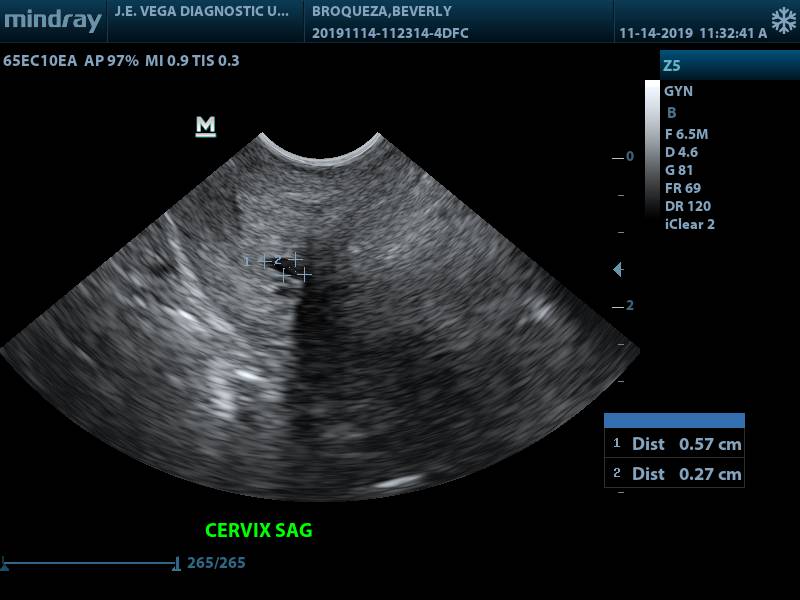 mindray
J.E. VEGA DIAGNOSTIC U...
BROQUEZA,BEVERLY
20191114-112314-4DFC
11-14-2019 11:32:41 A
65EC10EA AP 97% MI 0.9 TIS 0.3
Z5
M
GYN
B
F 6.5M
D 4.6
G 81
FR 69
DR 120
iClear 2
0
1 2
2
1 Dist 0.57 cm
2 Dist 0.27 cm
CERVIX SAG
265/265